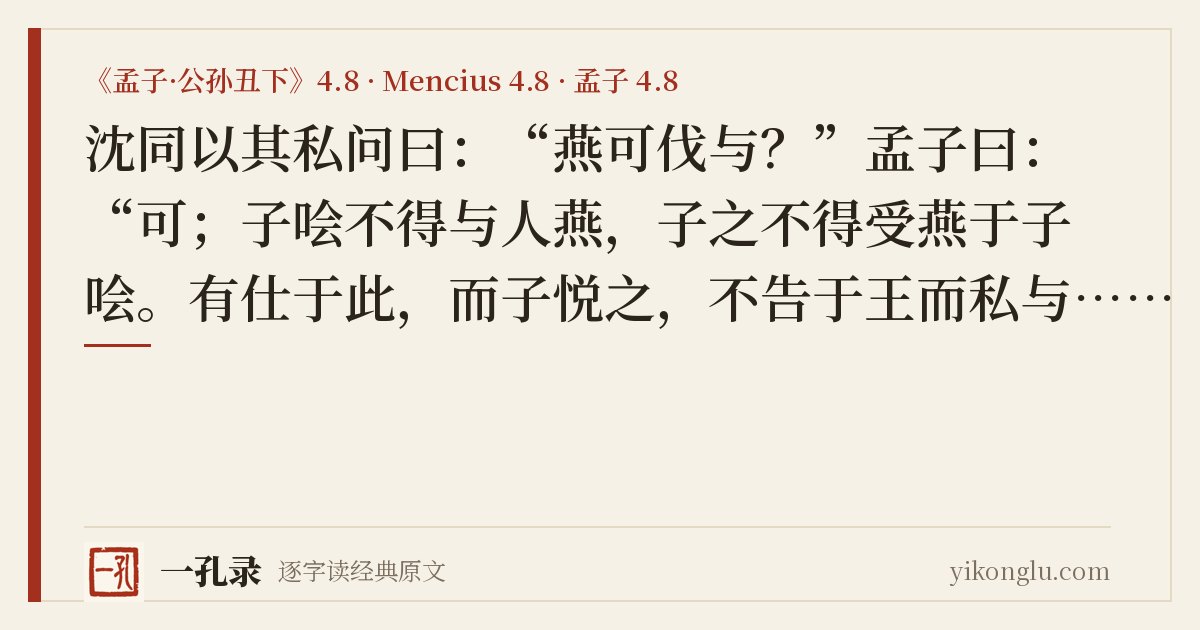 《孟子·公孙丑下》4.8 · Mencius 4.8 · 孟子 4.8
沈同以其私问曰：“燕可伐与？”孟子曰：
“可；子哙不得与人燕，子之不得受燕于子
哙。有仕于此，而子悦之，不告于王而私与……
一孔
一孔录 逐字读经典原文 yikonglu.com